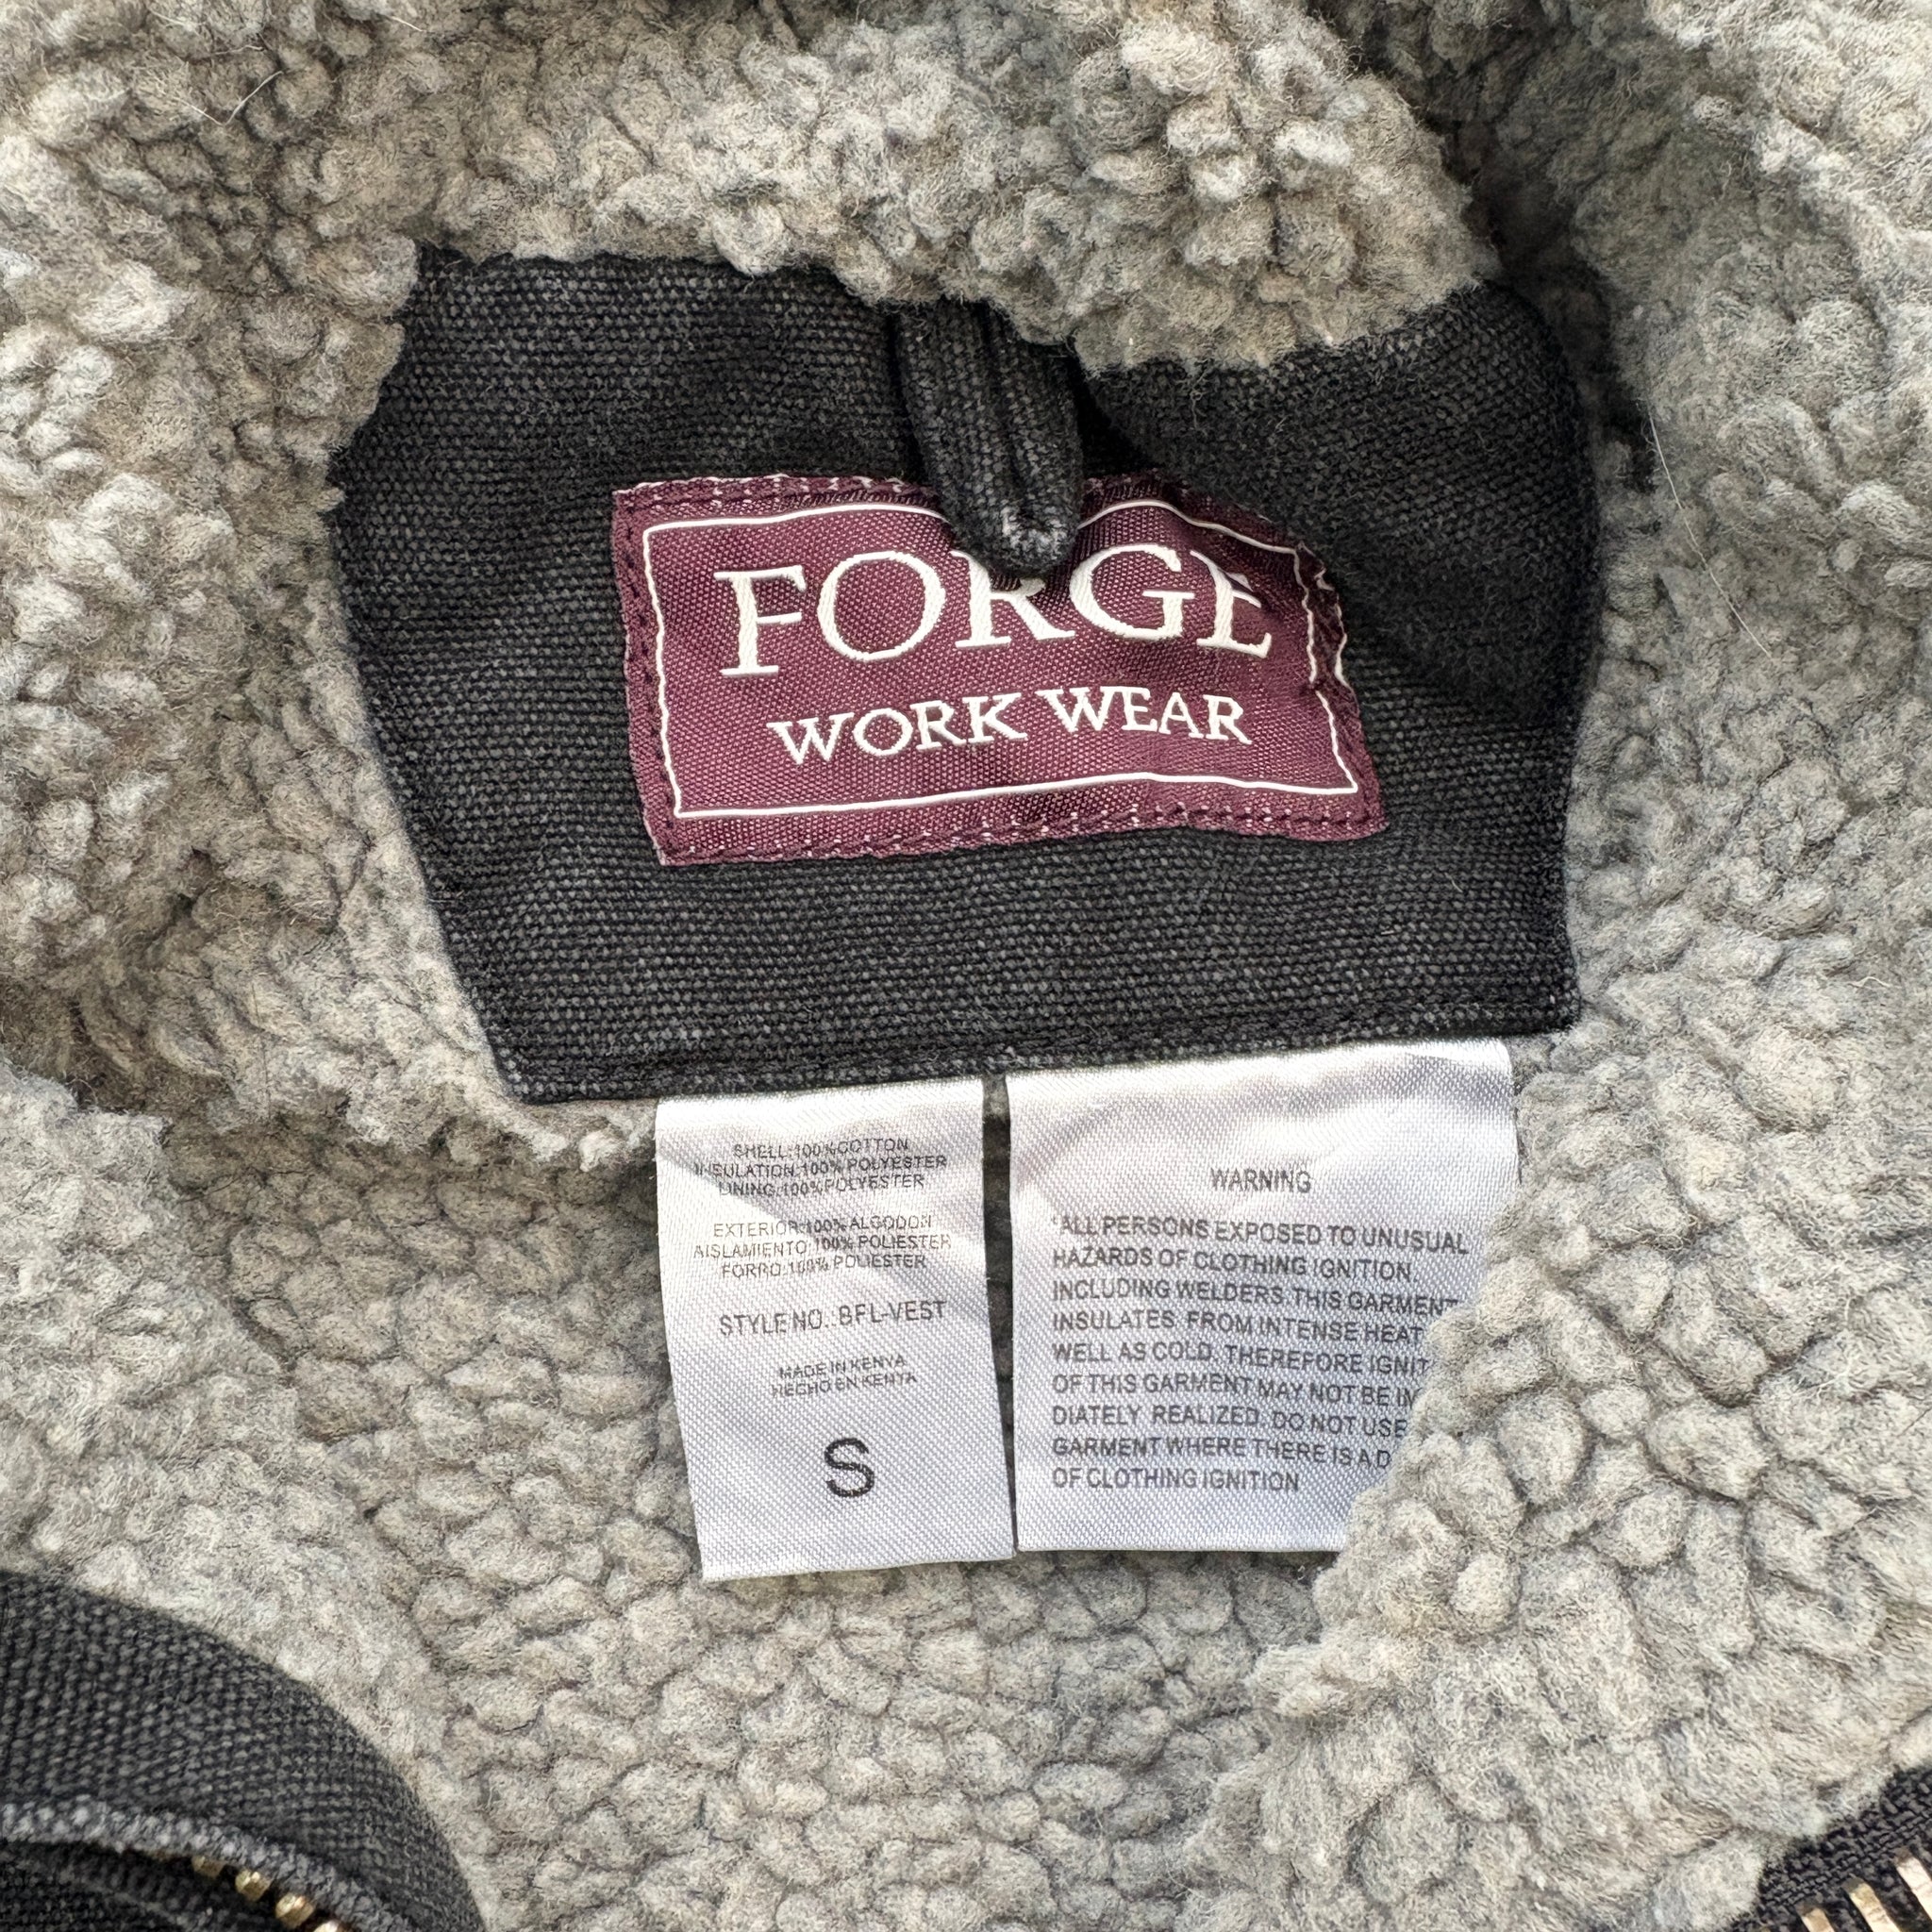 FORGE
WORK WEAR
SHELL:100%COTTON
INSULATION:100% POLYESTER
LINING:100%POLYESTER
EXTERIOR:100% ALGODON
AISLAMIENTO:100% POLIESTER
FORRO:100% POLIESTER
STYLE NO.:BFL-VEST
MADE IN KENYA
HECHO EN KENYA
S
WARNING
*ALL PERSONS EXPOSED TO UNUSUAL
HAZARDS OF CLOTHING IGNITION,
INCLUDING WELDERS.THIS GARMENT
INSULATES FROM INTENSE HEAT
WELL AS COLD. THEREFORE IGNIT
OF THIS GARMENT MAY NOT BE IM
DIATELY REALIZED. DO NOT USE
GARMENT WHERE THERE IS A D
OF CLOTHING IGNITION